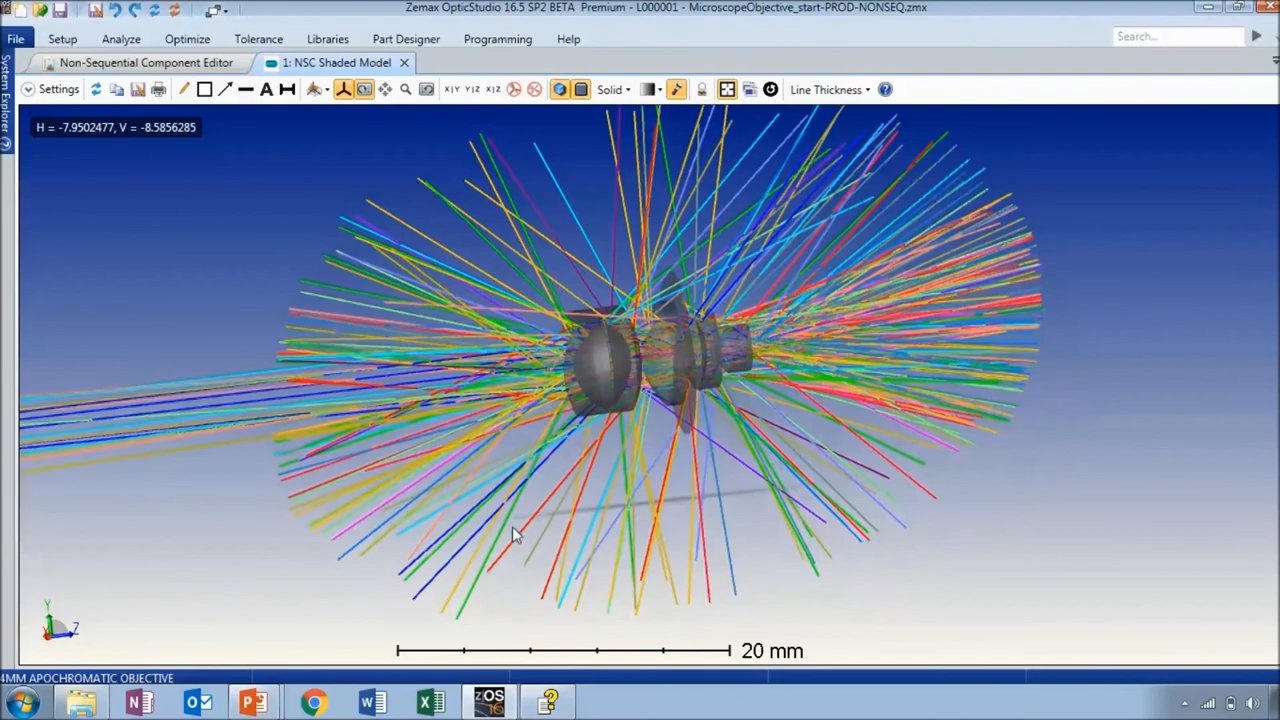 Zemax OpticStudio 16.5 SP2 BETA Premium - L000001 - MicroscopeObjective_start-PROD-NONSEQ.zmx
File Setup Analyze Optimize Tolerance Libraries Part Designer Programming Help Search...
Non-Sequential Component Editor 1: NSC Shaded Model
Settings A X|Y Y|Z X|Z Solid Line Thickness
System Explorer
H = -7.9502477, V = -8.5856285
Y
Z
20 mm
4MM APOCHROMATIC OBJECTIVE
N O P W X ZOS 16